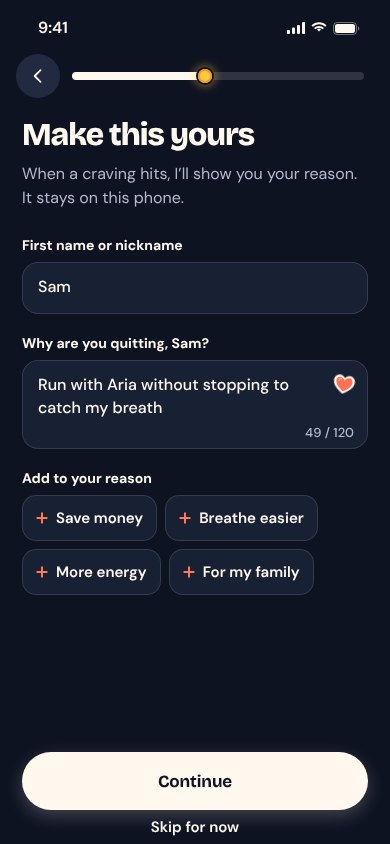 9:41
Make this yours
When a craving hits, I’ll show you your reason.
It stays on this phone.
First name or nickname
Sam
Why are you quitting, Sam?
Run with Aria without stopping to
catch my breath
49 / 120
Add to your reason
+ Save money
+ Breathe easier
+ More energy
+ For my family
Continue
Skip for now